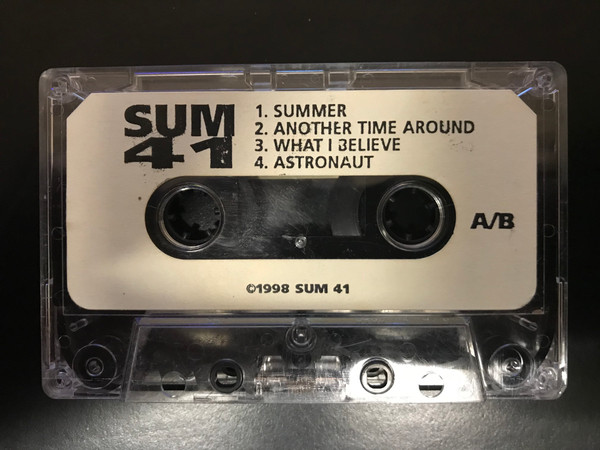 SUM
41
1. SUMMER
2. ANOTHER TIME AROUND
3. WHAT I BELIEVE
4. ASTRONAUT
A/B
©1998 SUM 41